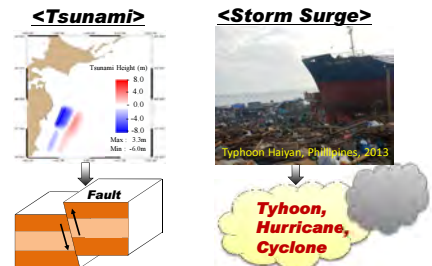 <Tsunami>
Tsunami Height (m)
8.0
4.0
0.0
-4.0
-8.0
Max : 3.3m
Min : -6.0m
Fault
<Storm Surge>
Typhoon Haiyan, Phillipines, 2013
Tyhoon,
Hurricane,
Cyclone